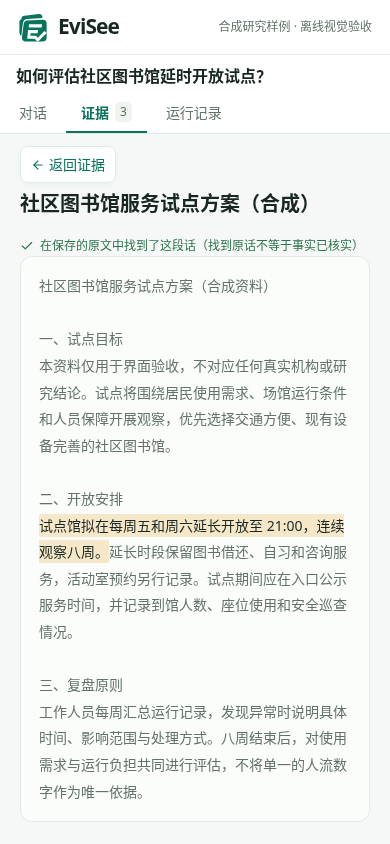 EviSee
合成研究样例 · 离线视觉验收
如何评估社区图书馆延时开放试点？
对话
证据 3
运行记录
← 返回证据
社区图书馆服务试点方案（合成）
✓ 在保存的原文中找到了这段话（找到原话不等于事实已核实）
社区图书馆服务试点方案（合成资料）
一、试点目标
本资料仅用于界面验收，不对应任何真实机构或研
究结论。试点将围绕居民使用需求、场馆运行条件
和人员保障开展观察，优先选择交通方便、现有设
备完善的社区图书馆。
二、开放安排
试点馆拟在每周五和周六延长开放至 21:00，连续
观察八周。延长时段保留图书借还、自习和咨询服
务，活动室预约另行记录。试点期间应在入口公示
服务时间，并记录到馆人数、座位使用和安全巡查
情况。
三、复盘原则
工作人员每周汇总运行记录，发现异常时说明具体
时间、影响范围与处理方式。八周结束后，对使用
需求与运行负担共同进行评估，不将单一的人流数
字作为唯一依据。